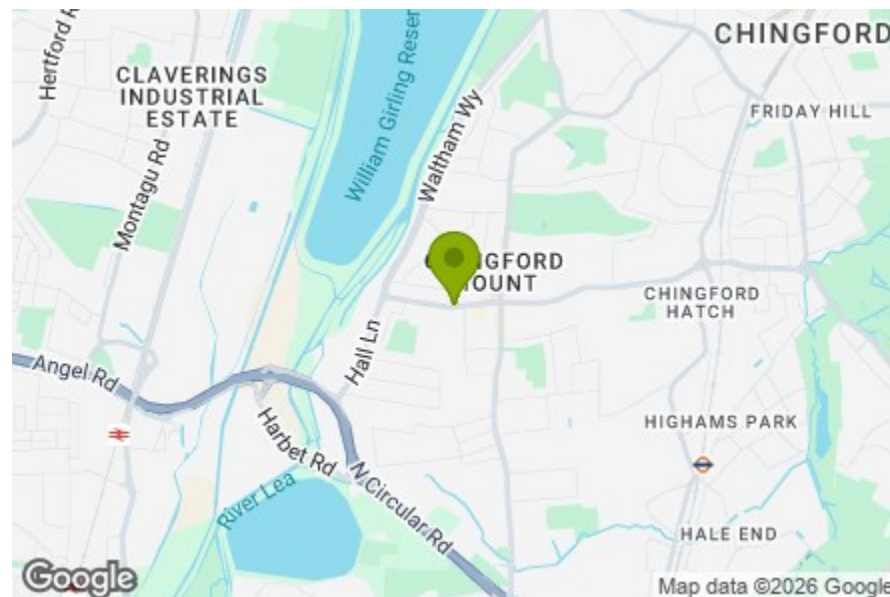 CHINGFORD
Hertford R
CLAVERINGS
INDUSTRIAL
ESTATE
William Girling Reser
Waltham Wy
FRIDAY HILL
Montagu Rd
INGFORD
OUNT
CHINGFORD
HATCH
Hall Ln
Angel Rd
Harbet Rd
N Circular Rd
HIGHAMS PARK
River Lea
HALE END
Google
Map data ©2026 Google